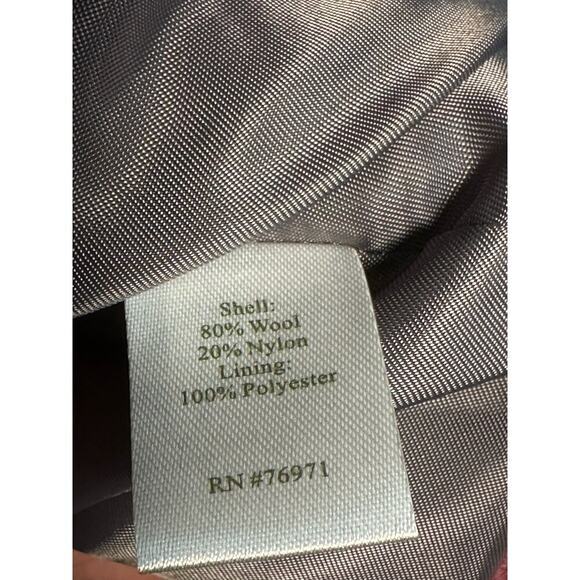 Shell:
80% Wool
20% Nylon
Lining:
100% Polyester
RN #76971